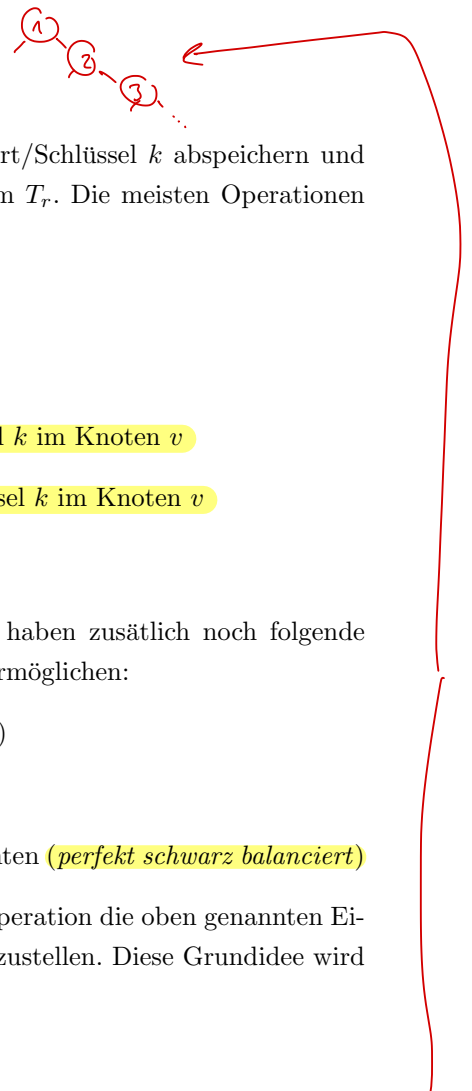 1
2
3
...
rt/Schlüssel k abspeichern und
m T_r. Die meisten Operationen
l k im Knoten v
sel k im Knoten v
haben zusätlich noch folgende
rmöglichen:
)
nten (perfekt schwarz balanciert)
peration die oben genannten Ei-
zustellen. Diese Grundidee wird